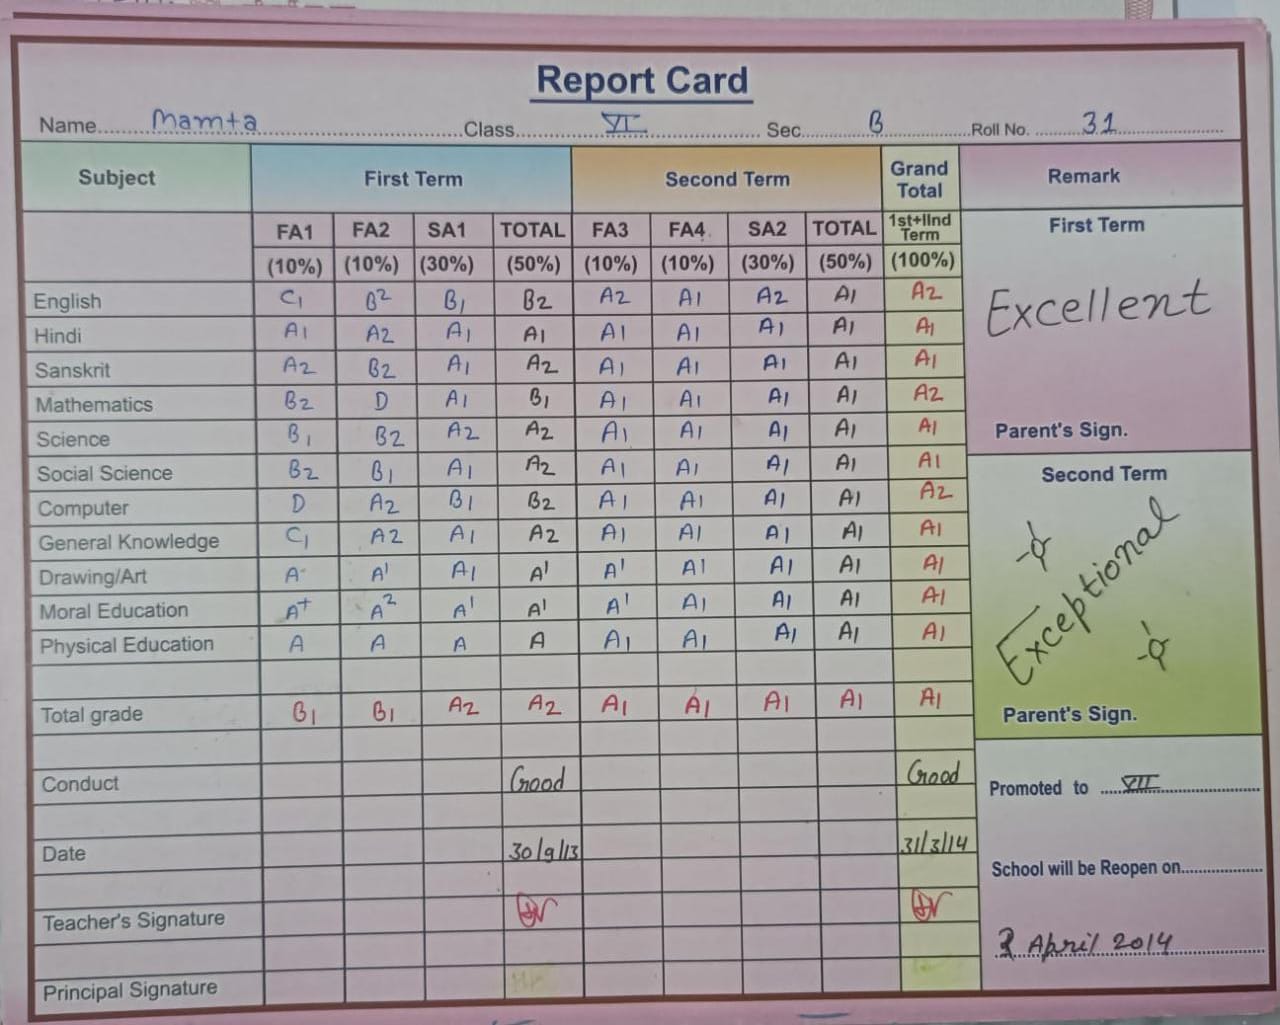 Report Card
Name Mamta Class VI Sec B Roll No. 31
Subject First Term Second Term Grand Total Remark
FA1 FA2 SA1 TOTAL FA3 FA4 SA2 TOTAL 1st+IInd Term First Term
(10%) (10%) (30%) (50%) (10%) (10%) (30%) (50%) (100%)
English C1 B2 B1 B2 A2 A1 A2 A1 A2 Excellent
Hindi A1 A2 A1 A1 A1 A1 A1 A1 A1
Sanskrit A2 B2 A1 A2 A1 A1 A1 A1 A1
Mathematics B2 D A1 B1 A1 A1 A1 A1 A2
Science B1 B2 A2 A2 A1 A1 A1 A1 A1 Parent's Sign.
Social Science B2 B1 A1 A2 A1 A1 A1 A1 A1 Second Term
Computer D A2 B1 B2 A1 A1 A1 A1 A2
General Knowledge C1 A2 A1 A2 A1 A1 A1 A1 A1 Exceptional
Drawing/Art A- A1 A1 A1 A1 A1 A1 A1 A1
Moral Education A+ A2 A1 A1 A1 A1 A1 A1 A1
Physical Education A A A A A1 A1 A1 A1 A1
Total grade B1 B1 A2 A2 A1 A1 A1 A1 A1 Parent's Sign.
Conduct Good Good Promoted to VII
Date 30/9/13 31/3/14 School will be Reopen on
Teacher's Signature
April 2014
Principal Signature